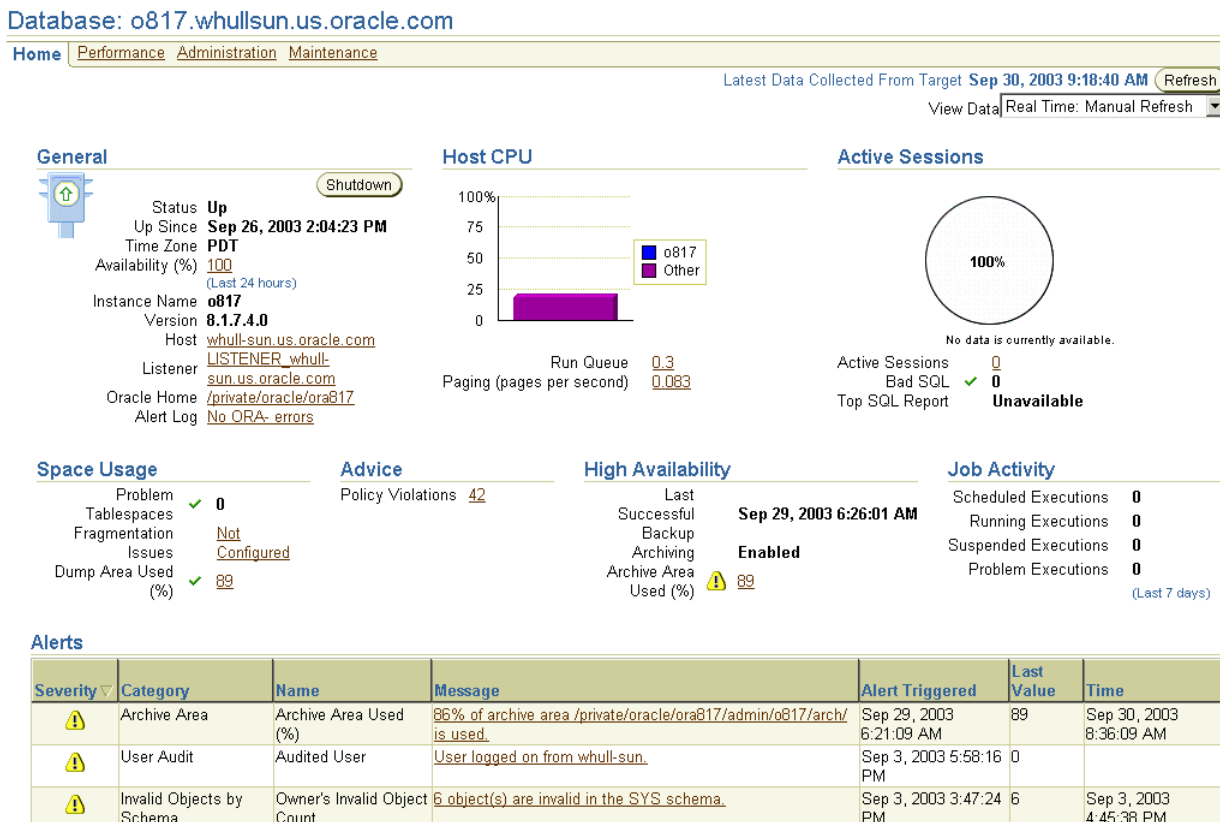 Database: o817.whullsun.us.oracle.com
Home Performance Administration Maintenance
Latest Data Collected From Target Sep 30, 2003 9:18:40 AM Refresh
View Data Real Time: Manual Refresh
General
Shutdown
Status Up
Up Since Sep 26, 2003 2:04:23 PM
Time Zone PDT
Availability (%) 100
(Last 24 hours)
Instance Name o817
Version 8.1.7.4.0
Host whull-sun.us.oracle.com
Listener LISTENER_whull-
sun.us.oracle.com
Oracle Home /private/oracle/ora817
Alert Log No ORA- errors
Host CPU
100%
75
50
25
0
o817
Other
Run Queue 0.3
Paging (pages per second) 0.083
Active Sessions
100%
No data is currently available.
Active Sessions 0
Bad SQL 0
Top SQL Report Unavailable
Space Usage
Problem
Tablespaces 0
Fragmentation Not
Issues Configured
Dump Area Used
(%) 89
Advice
Policy Violations 42
High Availability
Last
Successful Sep 29, 2003 6:26:01 AM
Backup
Archiving Enabled
Archive Area
Used (%) 89
Job Activity
Scheduled Executions 0
Running Executions 0
Suspended Executions 0
Problem Executions 0
(Last 7 days)
Alerts
Severity Category Name Message Alert Triggered Last
Value Time
Archive Area Archive Area Used 86% of archive area /private/oracle/ora817/admin/o817/arch/ Sep 29, 2003 89 Sep 30, 2003
(%) is used. 6:21:09 AM 8:36:09 AM
User Audit Audited User User logged on from whull-sun. Sep 3, 2003 5:58:16 0
PM
Invalid Objects by Owner's Invalid Object 6 object(s) are invalid in the SYS schema. Sep 3, 2003 3:47:24 6 Sep 3, 2003
Schema Count PM 4:45:38 PM